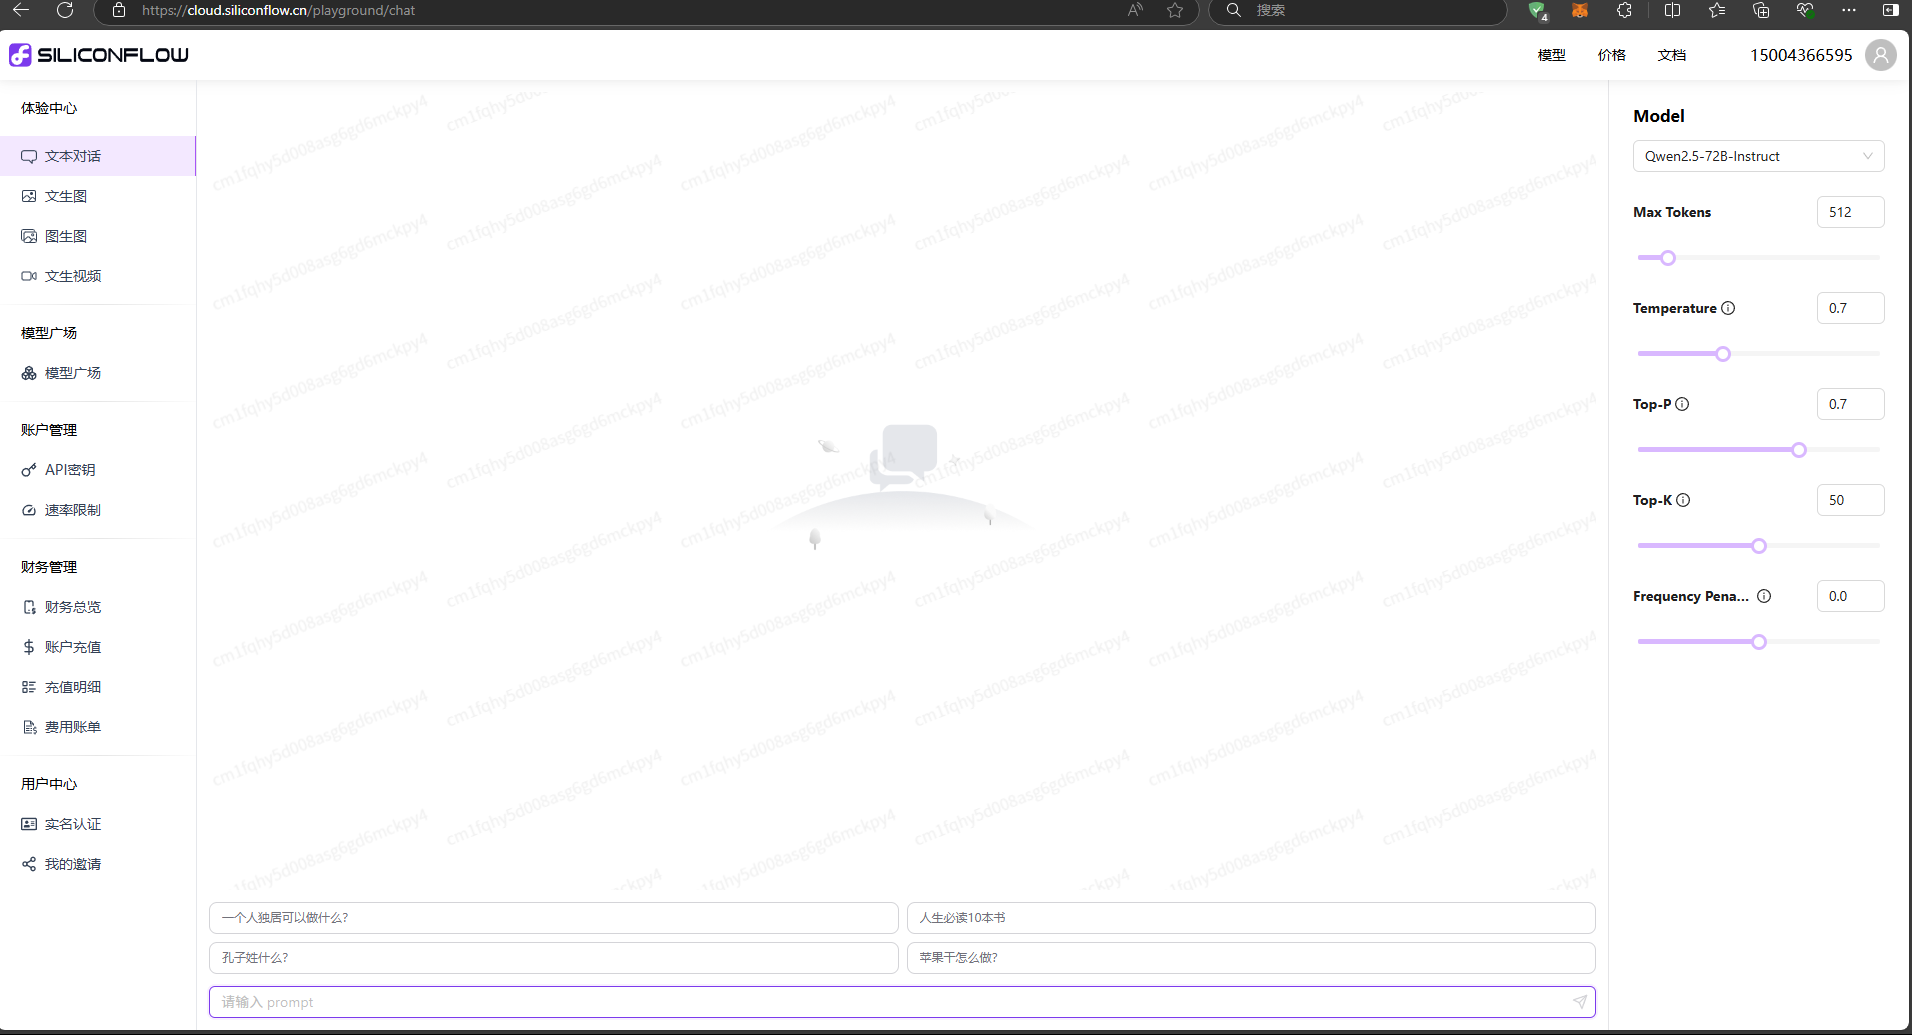 https://cloud.siliconflow.cn/playground/chat
搜索
4
SILICONFLOW
模型
价格
文档
15004366595
体验中心
文本对话
文生图
图生图
文生视频
模型广场
模型广场
账户管理
API密钥
速率限制
财务管理
财务总览
账户充值
充值明细
费用账单
用户中心
实名认证
我的邀请
cm1fqhy5d008asg6gd6mckpy4
一个人独居可以做什么?
人生必读10本书
孔子姓什么?
苹果干怎么做?
请输入 prompt
Model
Qwen2.5-72B-Instruct
Max Tokens
512
Temperature
0.7
Top-P
0.7
Top-K
50
Frequency Pena...
0.0